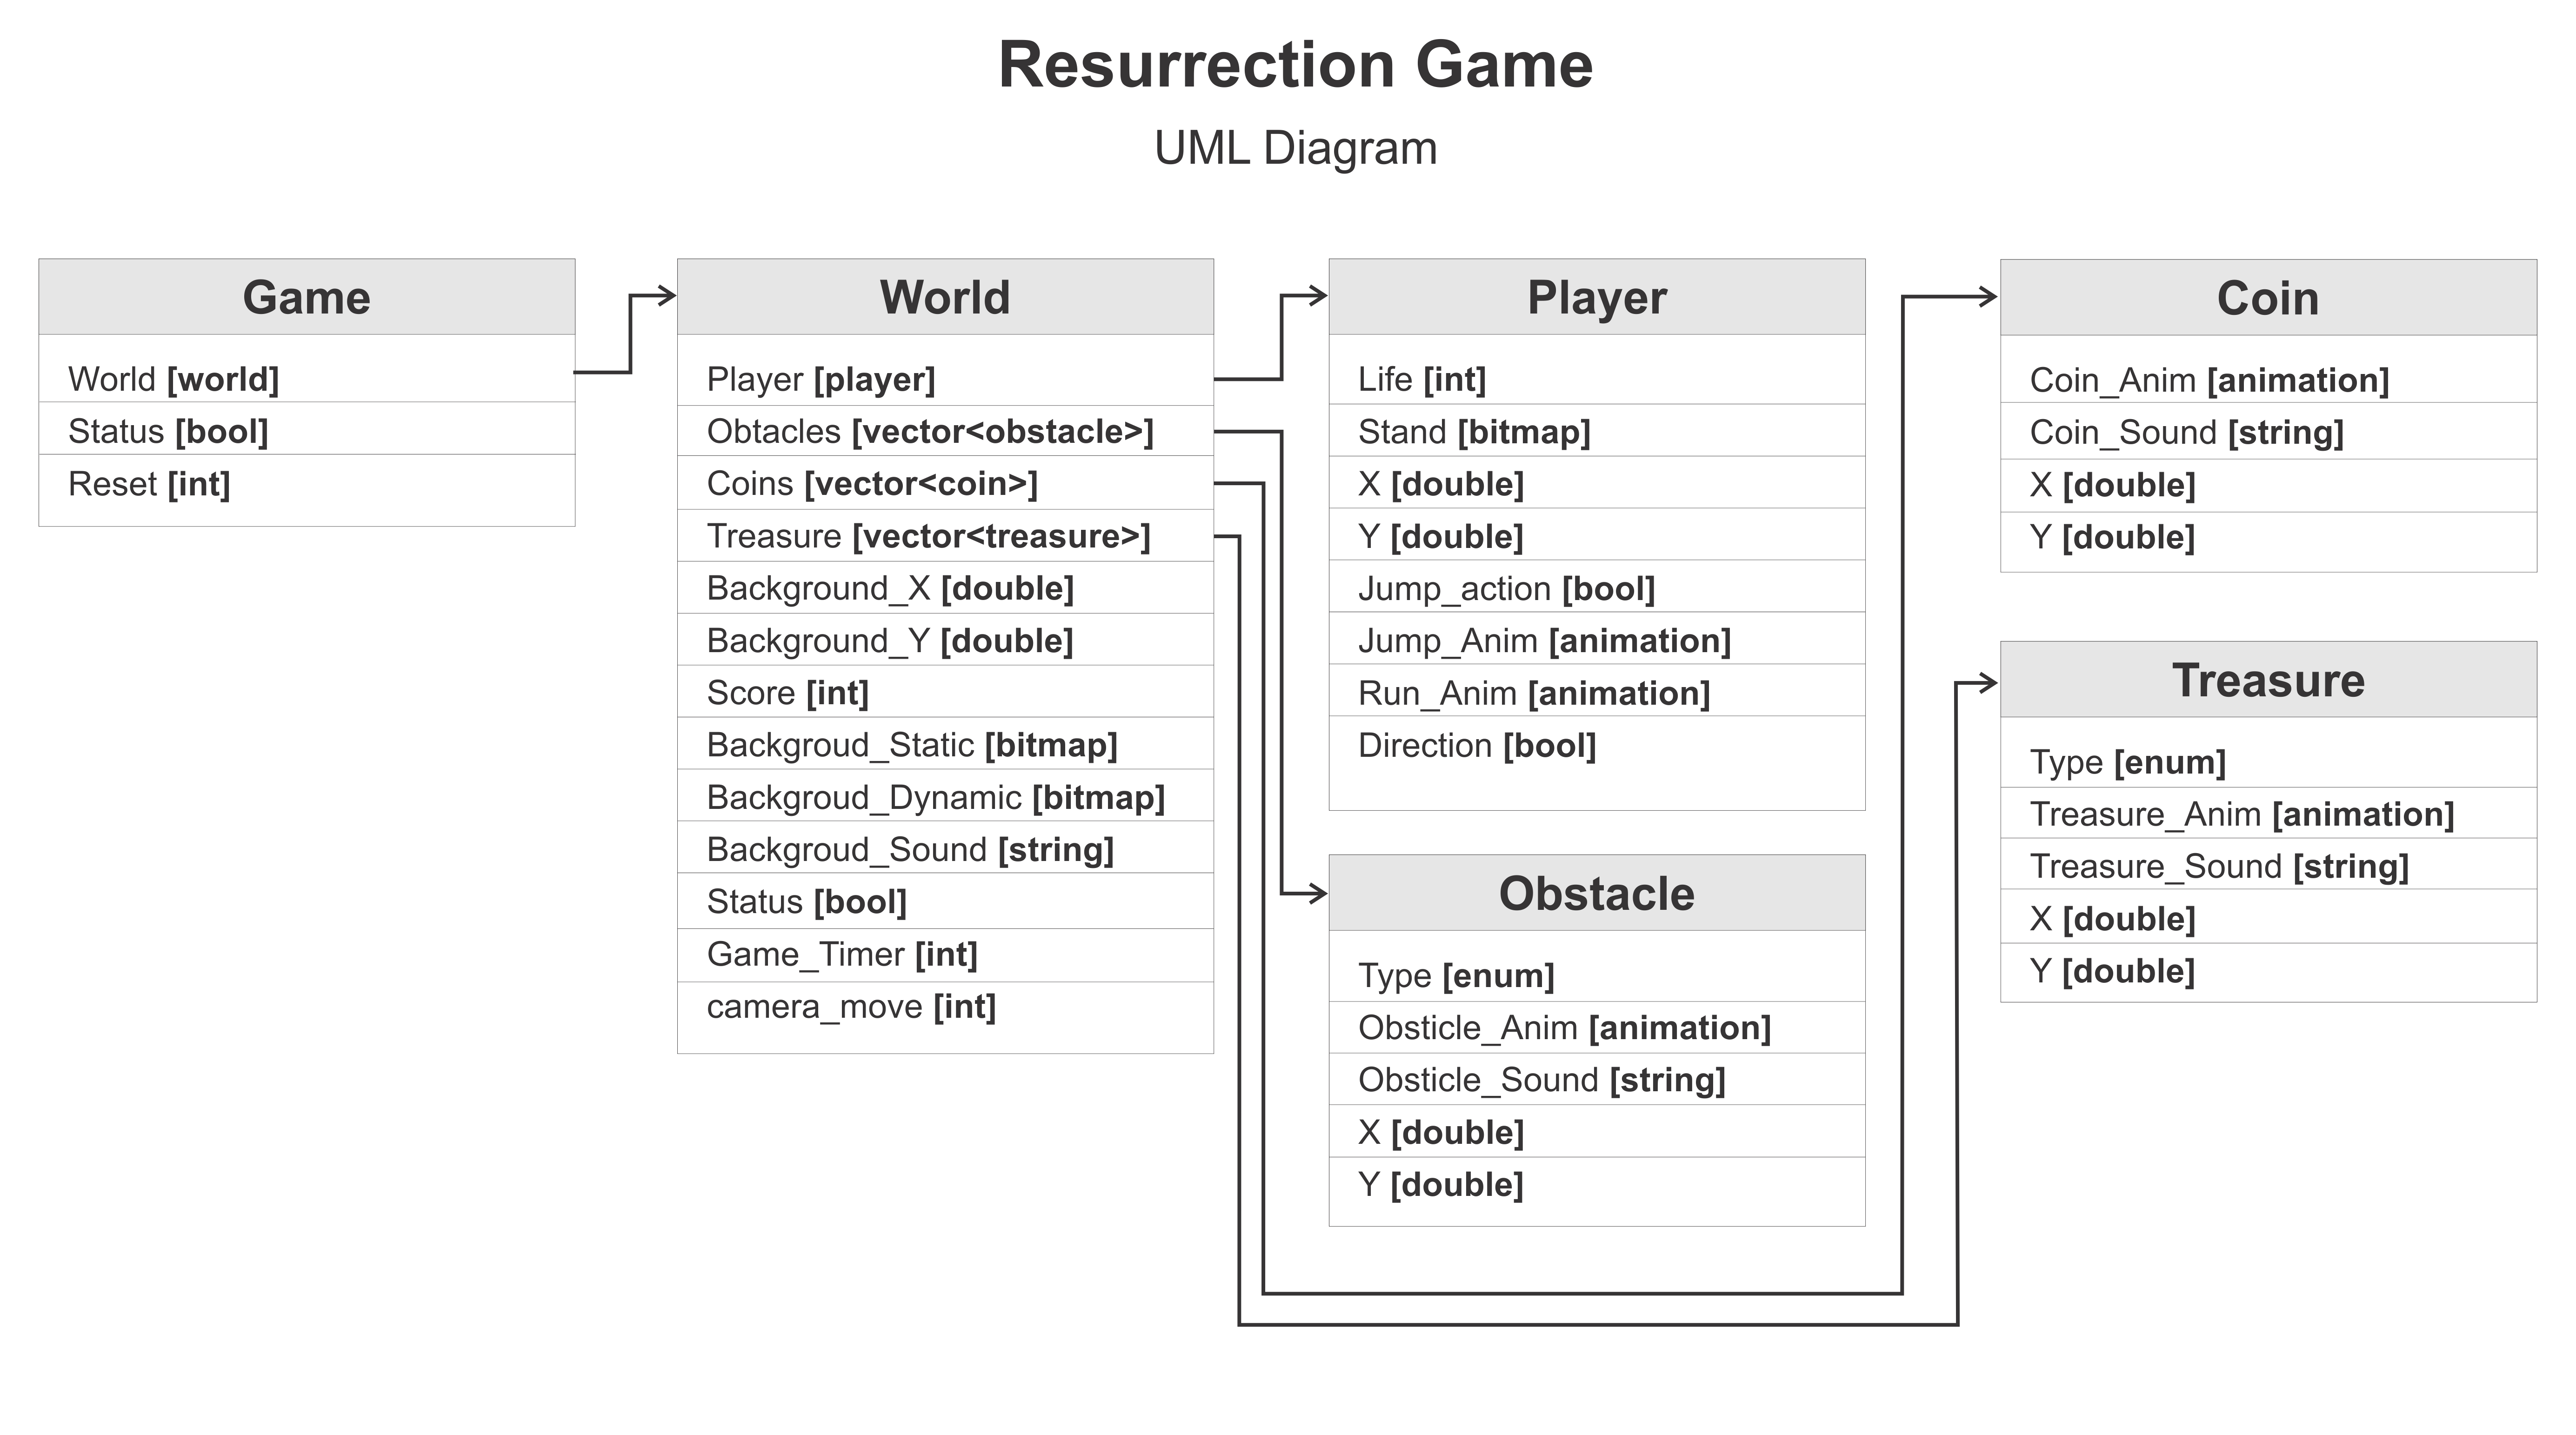 Resurrection Game
UML Diagram
Game
World [world]
Status [bool]
Reset [int]
World
Player [player]
Obtacles [vector<obstacle>]
Coins [vector<coin>]
Treasure [vector<treasure>]
Background_X [double]
Background_Y [double]
Score [int]
Backgroud_Static [bitmap]
Backgroud_Dynamic [bitmap]
Backgroud_Sound [string]
Status [bool]
Game_Timer [int]
camera_move [int]
Player
Life [int]
Stand [bitmap]
X [double]
Y [double]
Jump_action [bool]
Jump_Anim [animation]
Run_Anim [animation]
Direction [bool]
Obstacle
Type [enum]
Obsticle_Anim [animation]
Obsticle_Sound [string]
X [double]
Y [double]
Coin
Coin_Anim [animation]
Coin_Sound [string]
X [double]
Y [double]
Treasure
Type [enum]
Treasure_Anim [animation]
Treasure_Sound [string]
X [double]
Y [double]